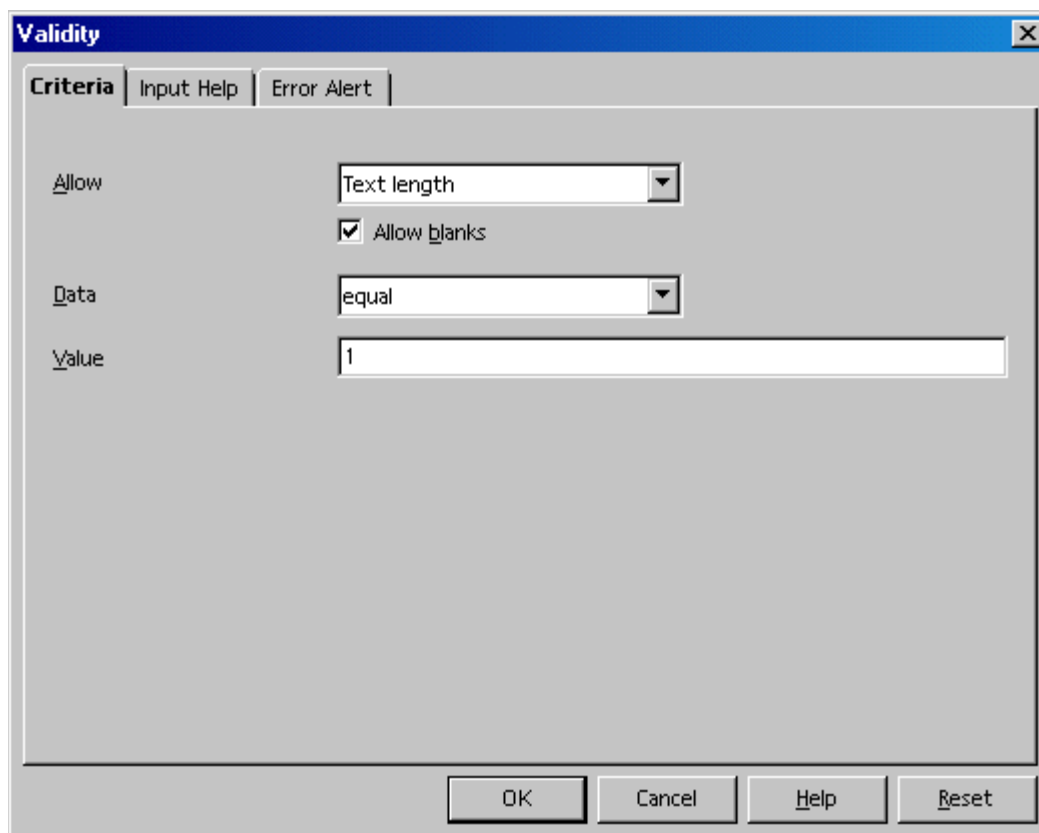 Validity
Criteria Input Help Error Alert
Allow Text length
Allow blanks
Data equal
Value 1
OK Cancel Help Reset